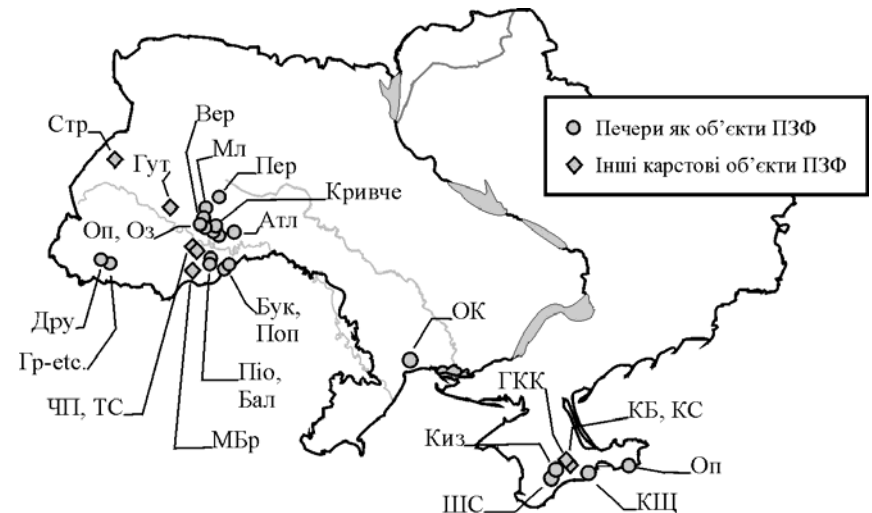 Стр
Вер
Мл
Гут
Пер
Кривче
Оп, Оз
Атл
Дру
Гр-etc.
ЧП, ТС
МБр
Піо,
Бал
Бук,
Поп
ОК
ГКК
КБ, КС
Киз
Оп
ШС
КЩ
Печери як об’єкти ПЗФ
Інші карстові об’єкти ПЗФ